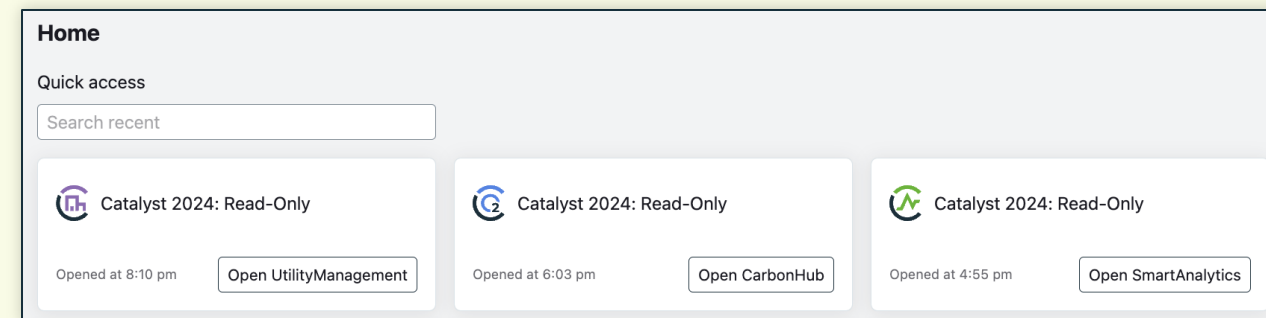 Home
Quick access
Search recent
Catalyst 2024: Read-Only
Opened at 8:10 pm
Open UtilityManagement
2
Catalyst 2024: Read-Only
Opened at 6:03 pm
Open CarbonHub
Catalyst 2024: Read-Only
Opened at 4:55 pm
Open SmartAnalytics